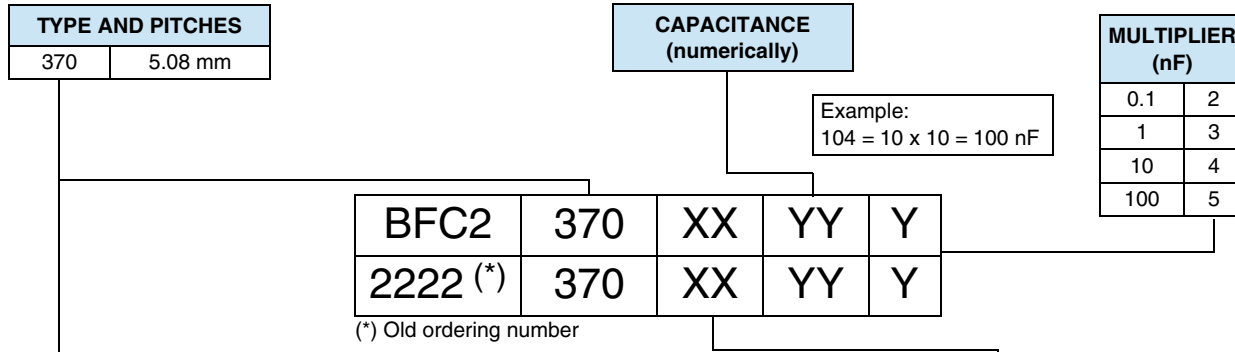 TYPE AND PITCHES
370 5.08 mm
CAPACITANCE
(numerically)
MULTIPLIER
(nF)
0.1 2
1 3
10 4
100 5
Example:
104 = 10 x 10 = 100 nF
BFC2 370 XX YY Y
2222 (*) 370 XX YY Y
(*) Old ordering number